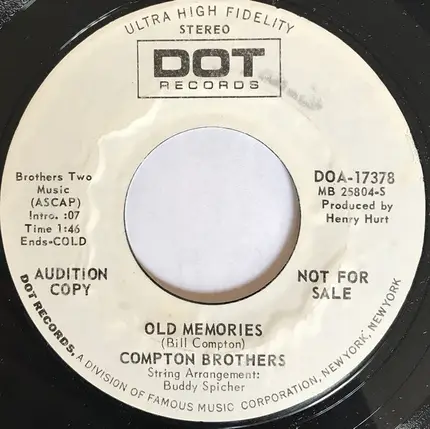 ULTRA HIGH FIDELITY
STEREO
DOT
RECORDS
Brothers Two
Music
(ASCAP)
Intro. :07
Time 1:46
Ends-COLD
DOA-17378
MB 25804-S
Produced by
Henry Hurt
AUDITION
COPY
NOT FOR
SALE
OLD MEMORIES
(Bill Compton)
COMPTON BROTHERS
String Arrangement:
Buddy Spicher
DOT RECORDS, A DIVISION OF FAMOUS MUSIC CORPORATION, NEW YORK, NEW YORK